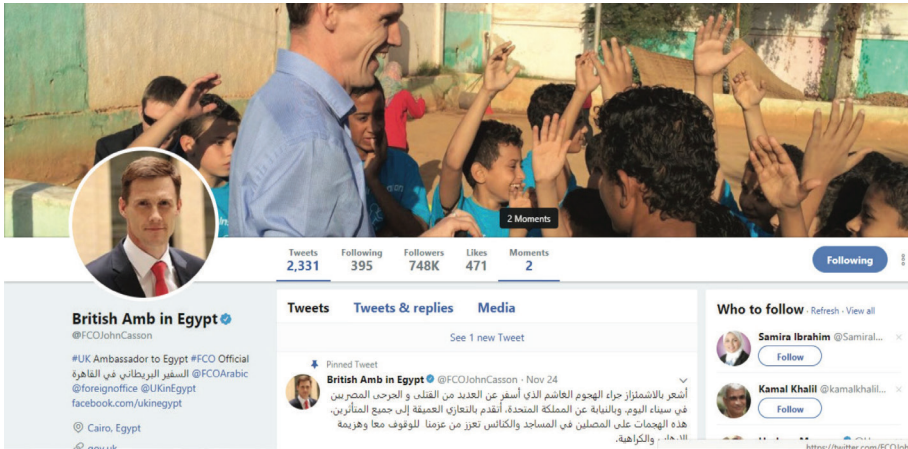 2 Moments
Tweets Following Followers Likes Moments
2,331 395 748K 471 2
Following
British Amb in Egypt
@FCOJohnCasson
#UK Ambassador to Egypt #FCO Official
@FCOArabic السفير البريطاني في القاهرة
@foreignoffice @UKinEgypt
facebook.com/ukinegypt
Cairo, Egypt
gov.uk
Tweets Tweets & replies Media
See 1 new Tweet
Pinned Tweet
British Amb in Egypt @FCOJohnCasson · Nov 24
أشعر بالاشمئزاز جراء الهجوم الغاشم الذي أسفر عن العديد من القتلى و الجرحى المصريين
في سيناء اليوم. وبالنيابة عن المملكة المتحدة، أتقدم بالتعازي العميقة إلى جميع المتأثرين.
هذه الهجمات على المصلين في المساجد والكنائس تعزز من عزمنا للوقوف معا وهزيمة
الإرهاب والكراهية.
Who to follow · Refresh · View all
Samira Ibrahim @Samiral...
Follow
Kamal Khalil @kamalkhalil...
Follow
https://twitter.com/FCOJoh